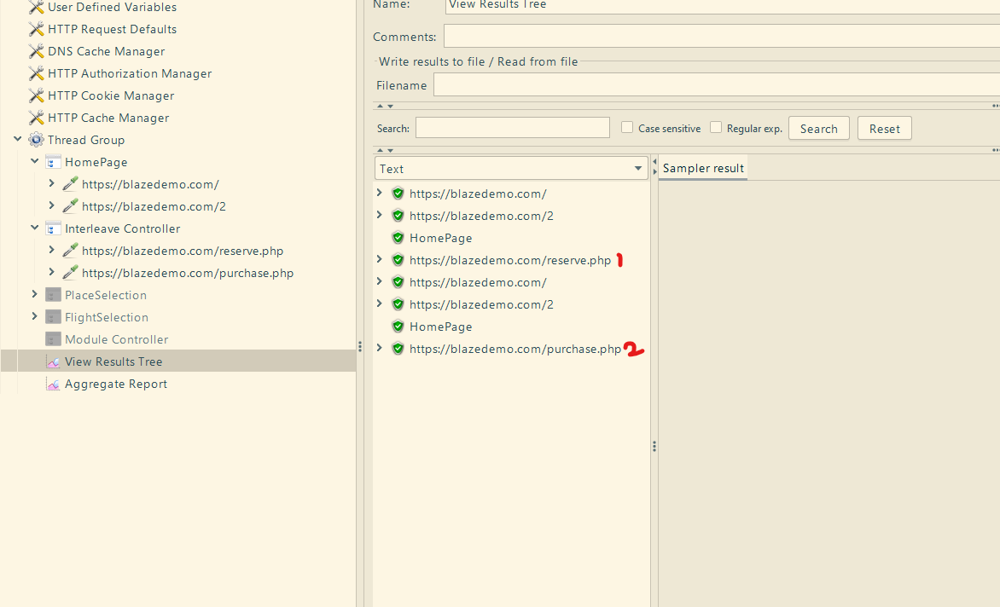 User Defined Variables
HTTP Request Defaults
DNS Cache Manager
HTTP Authorization Manager
HTTP Cookie Manager
HTTP Cache Manager
Thread Group
HomePage
https://blazedemo.com/
https://blazedemo.com/2
Interleave Controller
https://blazedemo.com/reserve.php
https://blazedemo.com/purchase.php
PlaceSelection
FlightSelection
Module Controller
View Results Tree
Aggregate Report
Name: View Results Tree
Comments:
Write results to file / Read from file
Filename
Search: Case sensitive Regular exp. Search Reset
Text
https://blazedemo.com/
https://blazedemo.com/2
HomePage
https://blazedemo.com/reserve.php 1
https://blazedemo.com/
https://blazedemo.com/2
HomePage
https://blazedemo.com/purchase.php 2
Sampler result